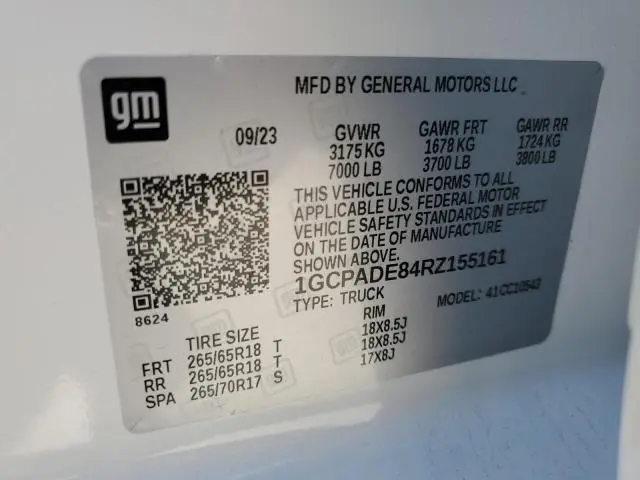 gm
MFD BY GENERAL MOTORS LLC
09/23
GVWR GAWR FRT GAWR RR
3175 KG 1678 KG 1724 KG
7000 LB 3700 LB 3800 LB
THIS VEHICLE CONFORMS TO ALL
APPLICABLE U.S. FEDERAL MOTOR
VEHICLE SAFETY STANDARDS IN EFFECT
ON THE DATE OF MANUFACTURE
SHOWN ABOVE.
1GCPADE84RZ155161
TYPE: TRUCK MODEL: 41 CC10543
8624
TIRE SIZE RIM
FRT 265/65R18 T 18X8.5J
RR 265/65R18 T 18X8.5J
SPA 265/70R17 S 17X8J